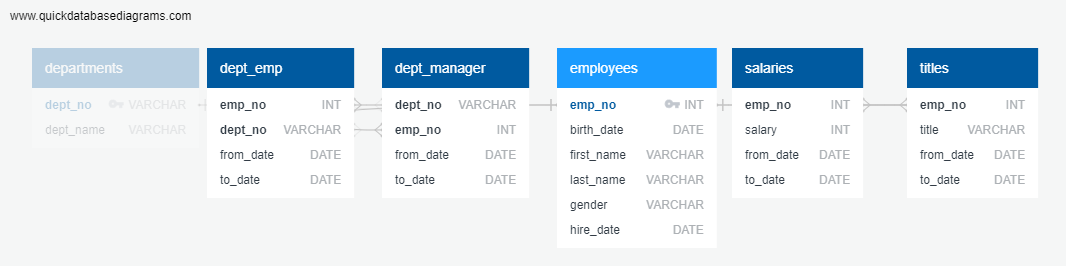 www.quickdatabasediagrams.com
departments
dept_no VARCHAR
dept_name VARCHAR
dept_emp
emp_no INT
dept_no VARCHAR
from_date DATE
to_date DATE
dept_manager
dept_no VARCHAR
emp_no INT
from_date DATE
to_date DATE
employees
emp_no INT
birth_date DATE
first_name VARCHAR
last_name VARCHAR
gender VARCHAR
hire_date DATE
salaries
emp_no INT
salary INT
from_date DATE
to_date DATE
titles
emp_no INT
title VARCHAR
from_date DATE
to_date DATE